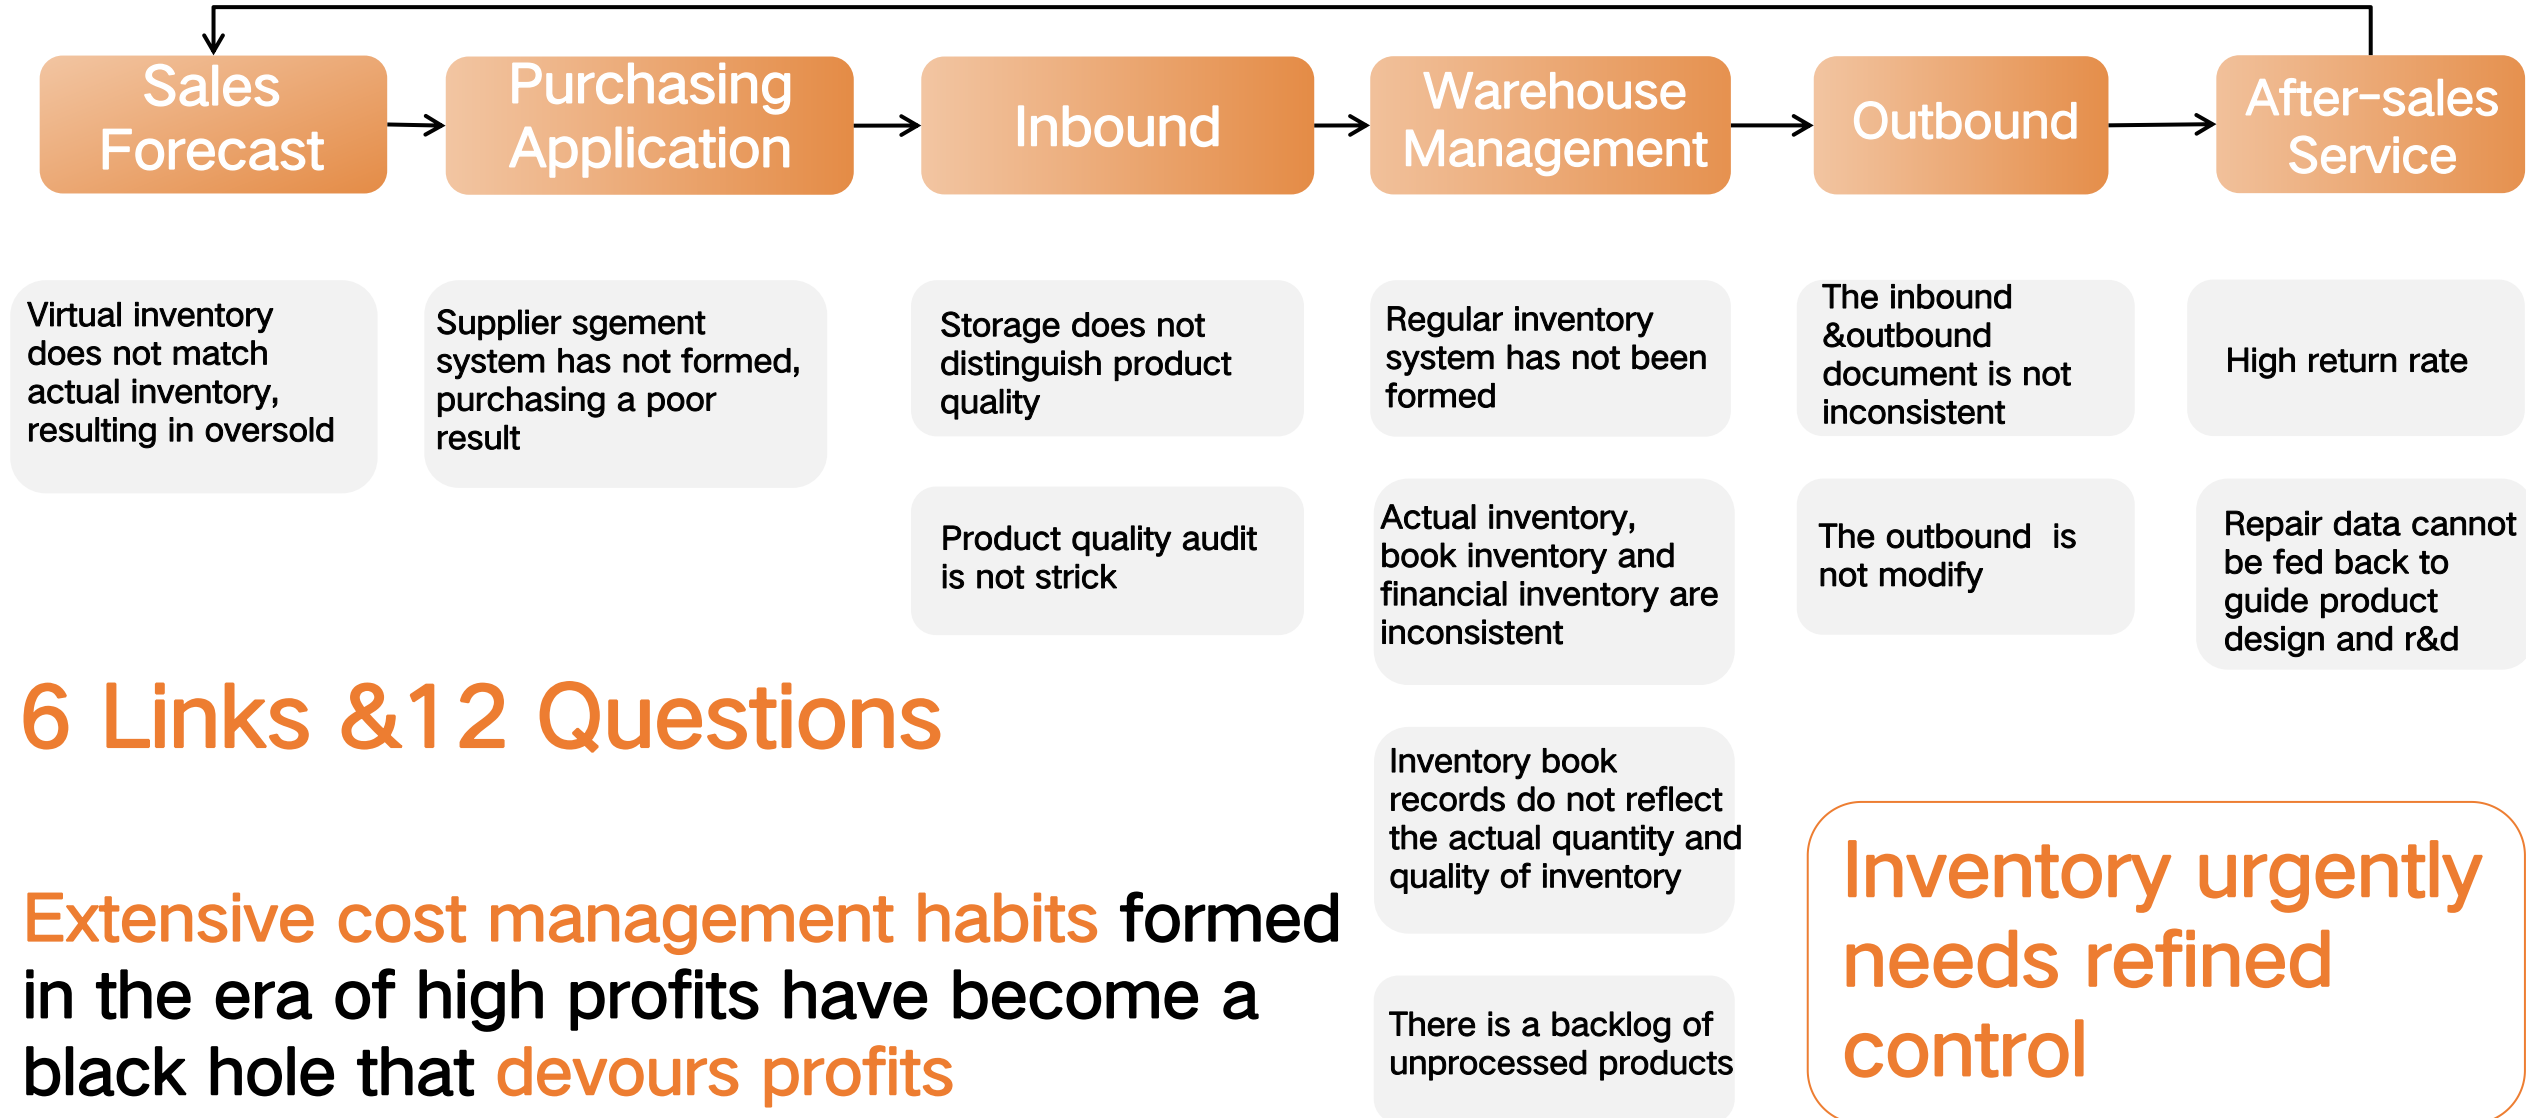 Sales
Forecast
Purchasing
Application
Inbound
Warehouse
Management
Outbound
After-sales
Service
Virtual inventory
does not match
actual inventory,
resulting in oversold
Supplier sgement
system has not formed,
purchasing a poor
result
Storage does not
distinguish product
quality
Product quality audit
is not strick
Regular inventory
system has not been
formed
Actual inventory,
book inventory and
financial inventory are
inconsistent
Inventory book
records do not reflect
the actual quantity and
quality of inventory
There is a backlog of
unprocessed products
The inbound
&outbound
document is not
inconsistent
The outbound  is
not modify
High return rate
Repair data cannot
be fed back to
guide product
design and r&d
6 Links &12 Questions
Extensive cost management habits formed
in the era of high profits have become a
black hole that devours profits
Inventory urgently
needs refined
control